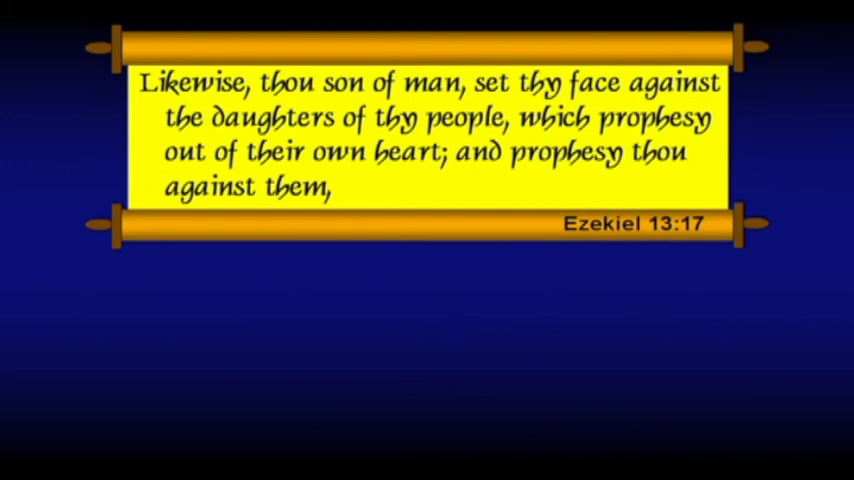 Likewise, thou son of man, set thy face against
the daughters of thy people, which prophesy
out of their own heart; and prophesy thou
against them,
Ezekiel 13:17